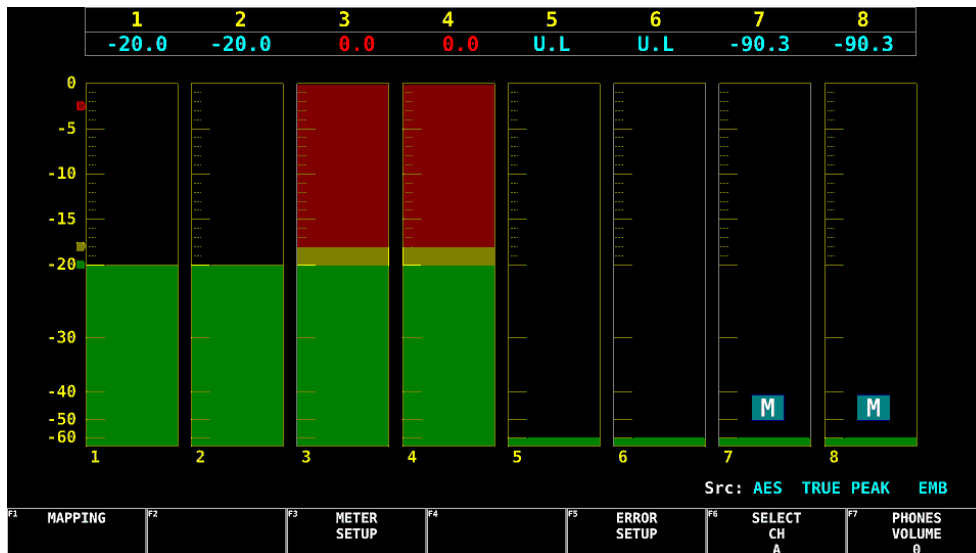 1 2 3 4 5 6 7 8
-20.0 -20.0 0.0 0.0 U.L U.L -90.3 -90.3
0
-5
-10
-15
-20
-30
-40
-50
-60
M M
1 2 3 4 5 6 7 8
Src: AES TRUE PEAK EMB
F1 MAPPING F2 F3 METER SETUP F4 F5 ERROR SETUP F6 SELECT CH A F7 PHONES VOLUME 0